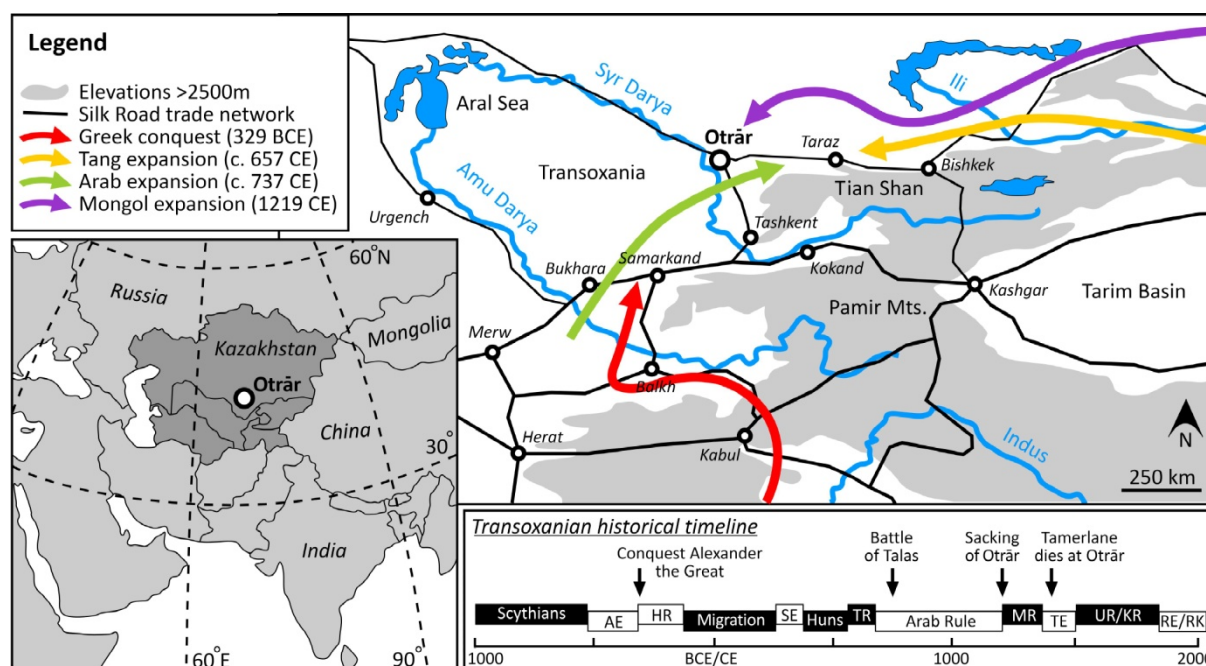 Legend
Elevations >2500m
Silk Road trade network
Greek conquest (329 BCE)
Tang expansion (c. 657 CE)
Arab expansion (c. 737 CE)
Mongol expansion (1219 CE)
Aral Sea
Syr Darya
Ili
Otrār
Taraz
Bishkek
Transoxania
Tian Shan
Amu Darya
Urgench
Tashkent
Bukhara
Samarkand
Kokand
Kashgar
Tarim Basin
Pamir Mts.
Merw
Balkh
Herat
Kabul
Indus
N
250 km
60°N
Russia
Mongolia
Kazakhstan
Otrār
China
30°
India
60°E
90°
Transoxanian historical timeline
Conquest Alexander
the Great
Battle
of Talas
Sacking
of Otrār
Tamerlane
dies at Otrār
Scythians
AE
HR
Migration
SE
Huns
TR
Arab Rule
MR
TE
UR/KR
RE/RK
1000
BCE/CE
1000
2000